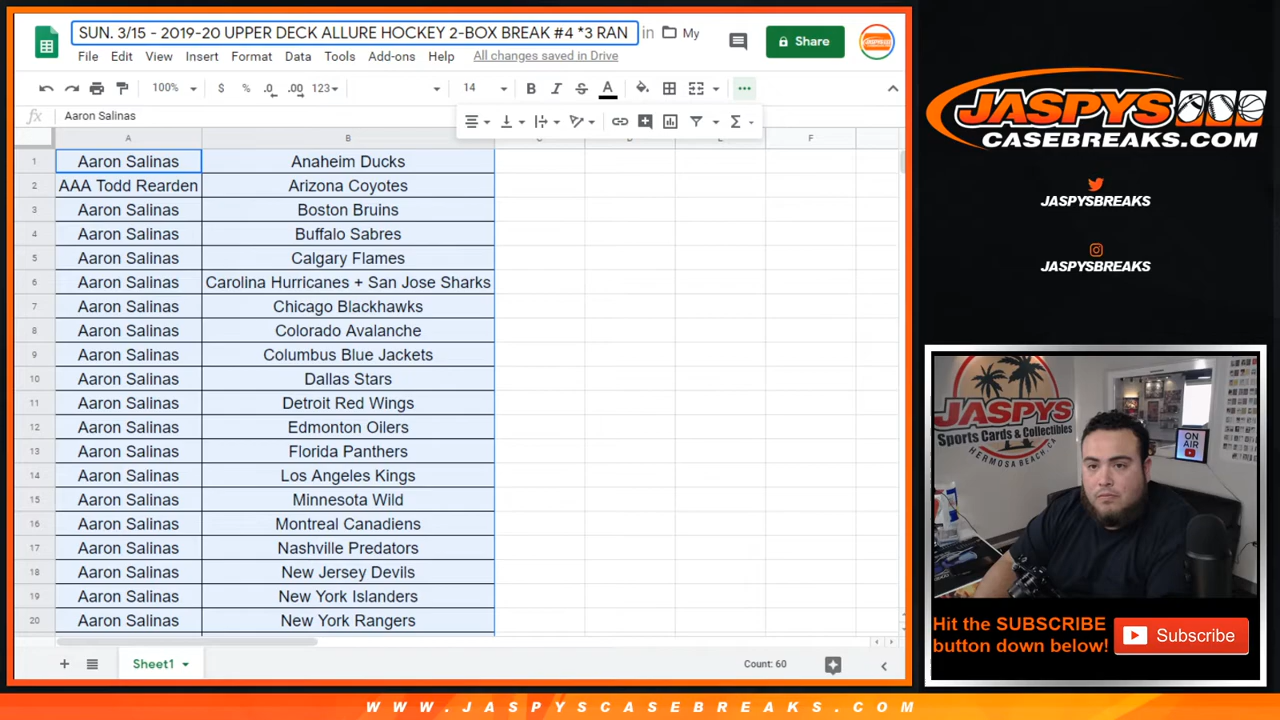 SUN. 3/15 - 2019-20 UPPER DECK ALLURE HOCKEY 2-BOX BREAK #4 *3 RAN
in My
Share
File Edit View Insert Format Data Tools Add-ons Help All changes saved in Drive
100% $ % .0 .00 123 14 B I S A
fx Aaron Salinas
A B C D E F
1 Aaron Salinas Anaheim Ducks
2 AAA Todd Rearden Arizona Coyotes
3 Aaron Salinas Boston Bruins
4 Aaron Salinas Buffalo Sabres
5 Aaron Salinas Calgary Flames
6 Aaron Salinas Carolina Hurricanes + San Jose Sharks
7 Aaron Salinas Chicago Blackhawks
8 Aaron Salinas Colorado Avalanche
9 Aaron Salinas Columbus Blue Jackets
10 Aaron Salinas Dallas Stars
11 Aaron Salinas Detroit Red Wings
12 Aaron Salinas Edmonton Oilers
13 Aaron Salinas Florida Panthers
14 Aaron Salinas Los Angeles Kings
15 Aaron Salinas Minnesota Wild
16 Aaron Salinas Montreal Canadiens
17 Aaron Salinas Nashville Predators
18 Aaron Salinas New Jersey Devils
19 Aaron Salinas New York Islanders
20 Aaron Salinas New York Rangers
Sheet1 Count: 60
JASPYS
CASEBREAKS.COM
JASPYSBREAKS
JASPYSBREAKS
JASPYS
Sports Cards & Collectibles
HERMOSA BEACH, CA
ON
AIR
Hit the SUBSCRIBE
button down below!
Subscribe
WWW.JASPYSCASEBREAKS.COM